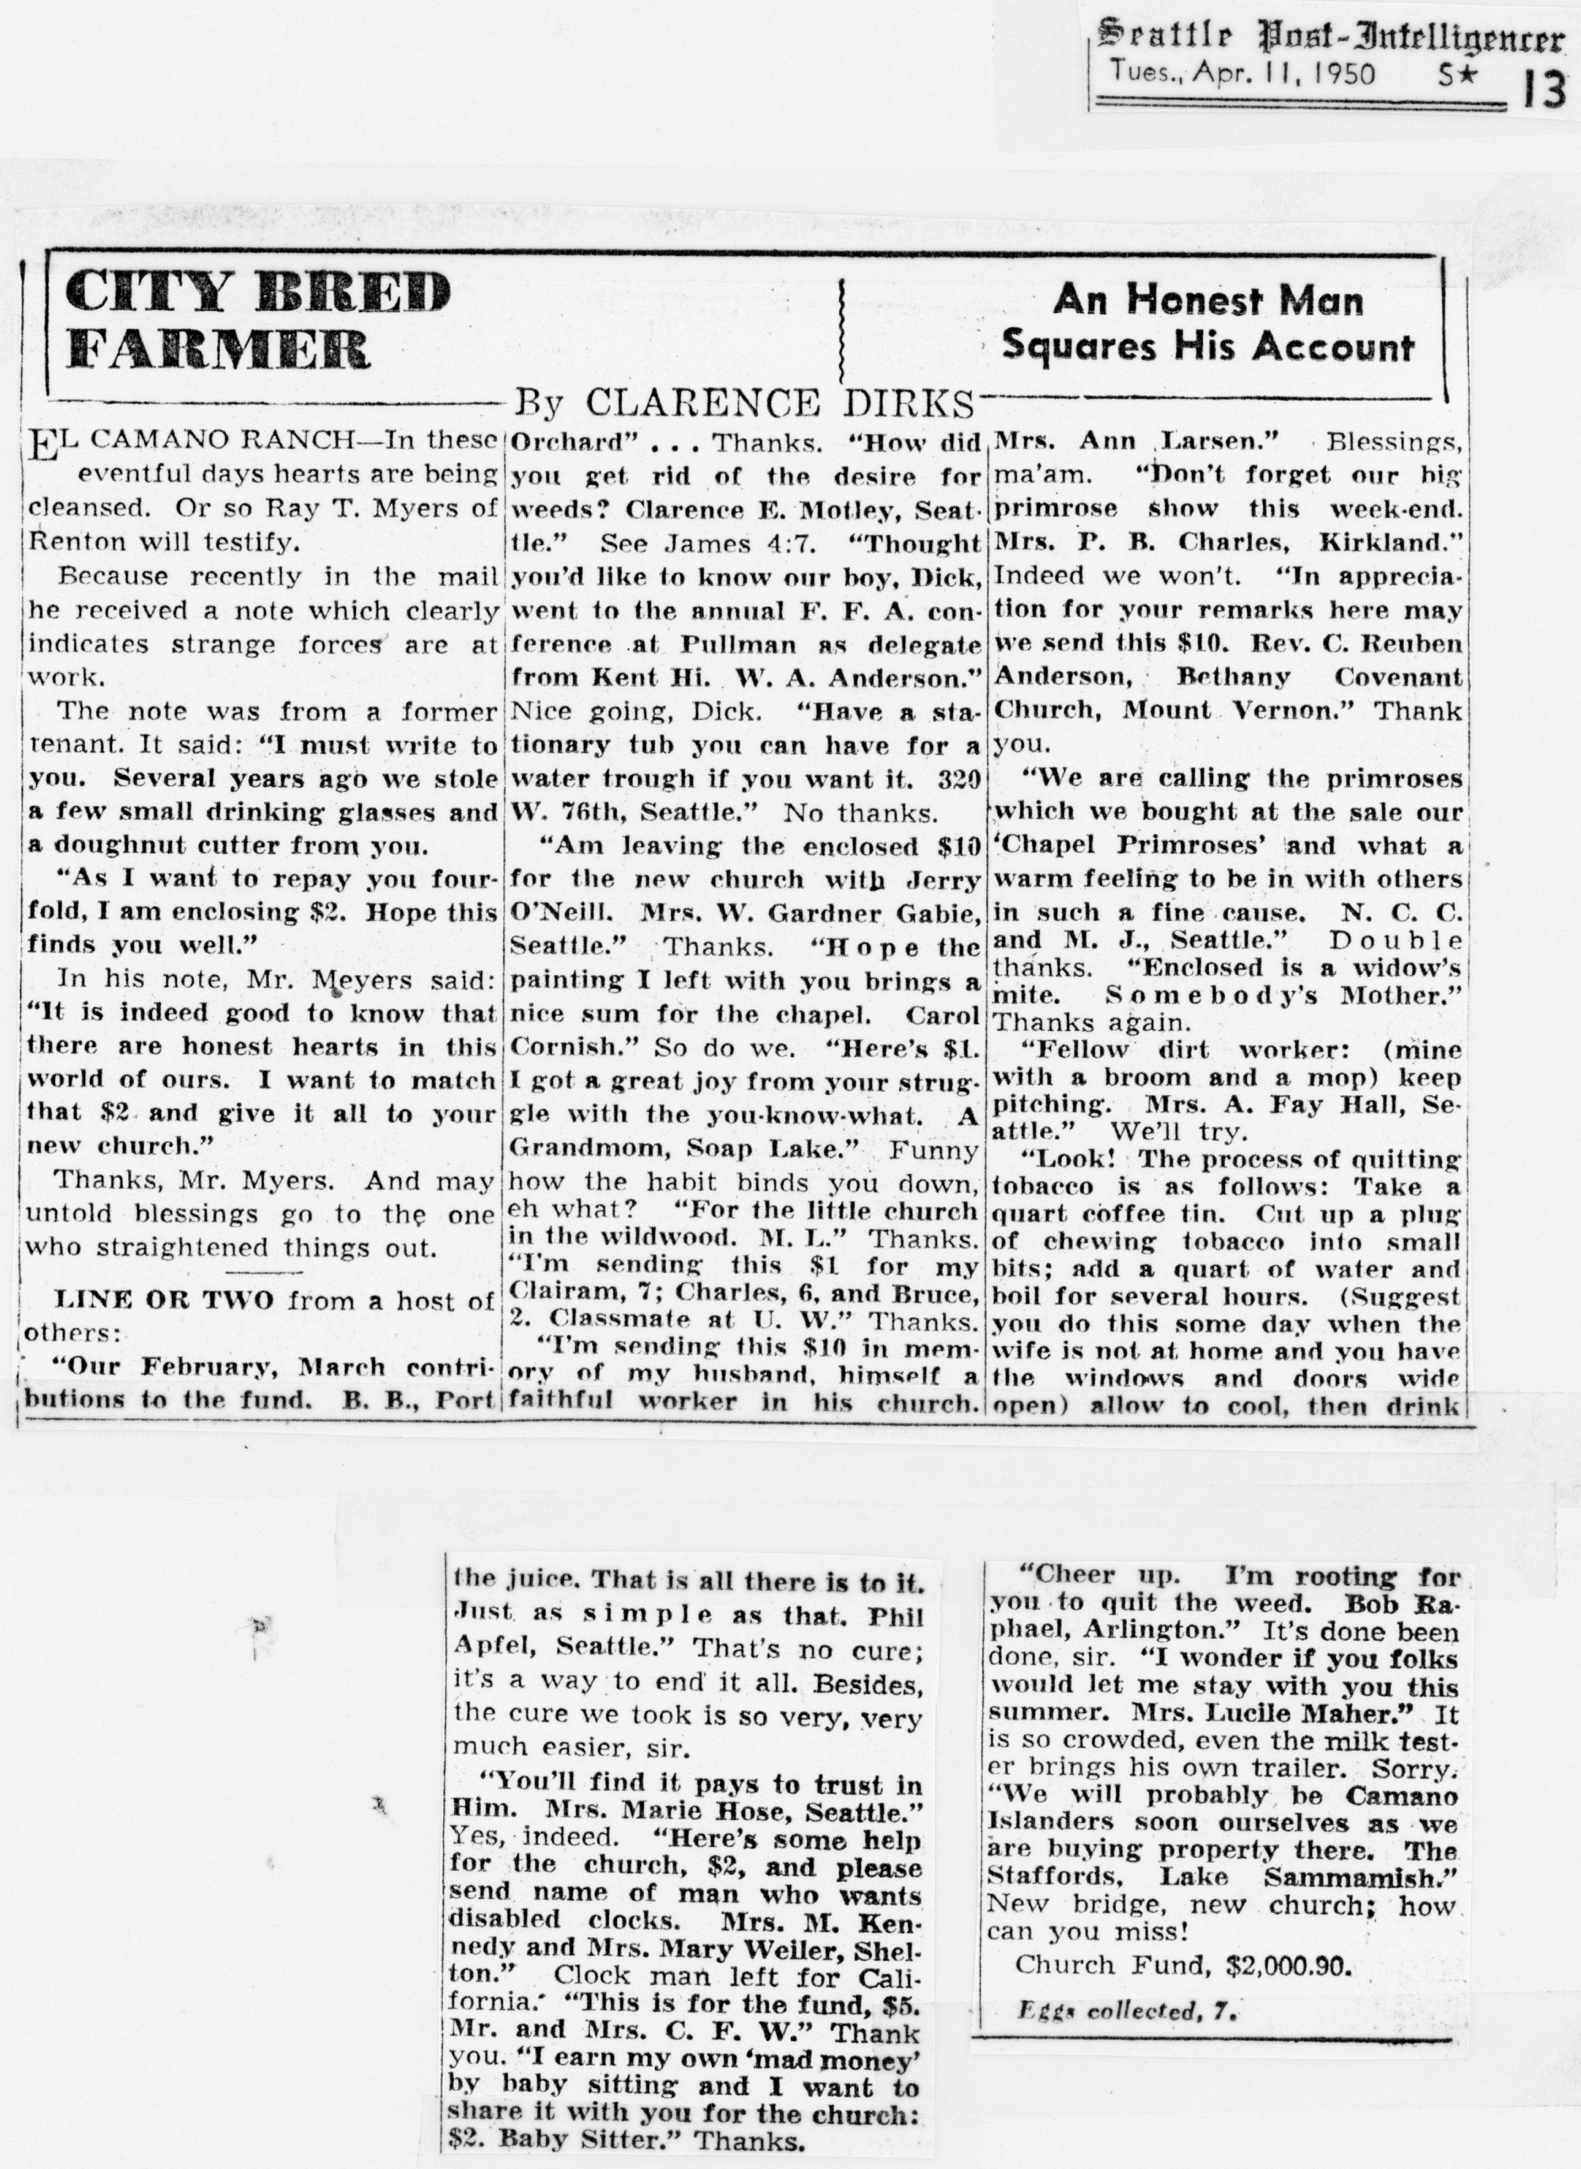 Seattle Post-Intelligencer
Tues., Apr. 11, 1950 S★ 13
CITY BRED
FARMER
An Honest Man
Squares His Account
By CLARENCE DIRKS
EL CAMANO RANCH—In these
eventful days hearts are being
cleansed. Or so Ray T. Myers of
Renton will testify.
Because recently in the mail
he received a note which clearly
indicates strange forces are at
work.
The note was from a former
tenant. It said: “I must write to
you. Several years ago we stole
a few small drinking glasses and
a doughnut cutter from you.
“As I want to repay you four-
fold, I am enclosing $2. Hope this
finds you well.”
In his note, Mr. Meyers said:
“It is indeed good to know that
there are honest hearts in this
world of ours. I want to match
that $2 and give it all to your
new church.”
Thanks, Mr. Myers. And may
untold blessings go to the one
who straightened things out.
LINE OR TWO from a host of
others:
“Our February, March contri-
butions to the fund. B. B., Port
Orchard” . . . Thanks. “How did
you get rid of the desire for
weeds? Clarence E. Motley, Seat-
tle.” See James 4:7. “Thought
you’d like to know our boy, Dick,
went to the annual F. F. A. con-
ference at Pullman as delegate
from Kent Hi. W. A. Anderson.”
Nice going, Dick. “Have a sta-
tionary tub you can have for a
water trough if you want it. 320
W. 76th, Seattle.” No thanks.
“Am leaving the enclosed $10
for the new church with Jerry
O’Neill. Mrs. W. Gardner Gabie,
Seattle.” Thanks. “Hope the
painting I left with you brings a
nice sum for the chapel. Carol
Cornish.” So do we. “Here’s $1.
I got a great joy from your strug-
gle with the you-know-what. A
Grandmom, Soap Lake.” Funny
how the habit binds you down,
eh what? “For the little church
in the wildwood. M. L.” Thanks.
“I’m sending this $1 for my
Clairam, 7; Charles, 6, and Bruce,
2. Classmate at U. W.” Thanks.
“I’m sending this $10 in mem-
ory of my husband, himself a
faithful worker in his church.
Mrs. Ann Larsen.” Blessings,
ma’am. “Don’t forget our big
primrose show this week-end.
Mrs. P. B. Charles, Kirkland.”
Indeed we won’t. “In apprecia-
tion for your remarks here may
we send this $10. Rev. C. Reuben
Anderson, Bethany Covenant
Church, Mount Vernon.” Thank
you.
“We are calling the primroses
which we bought at the sale our
‘Chapel Primroses’ and what a
warm feeling to be in with others
in such a fine cause. N. C. C.
and M. J., Seattle.” Double
thanks. “Enclosed is a widow’s
mite. Somebody’s Mother.”
Thanks again.
“Fellow dirt worker: (mine
with a broom and a mop) keep
pitching. Mrs. A. Fay Hall, Se-
attle.” We’ll try.
“Look! The process of quitting
tobacco is as follows: Take a
quart coffee tin. Cut up a plug
of chewing tobacco into small
bits; add a quart of water and
boil for several hours. (Suggest
you do this some day when the
wife is not at home and you have
the windows and doors wide
open) allow to cool, then drink
the juice. That is all there is to it.
Just as simple as that. Phil
Apfel, Seattle.” That’s no cure;
it’s a way to end it all. Besides,
the cure we took is so very, very
much easier, sir.
“You’ll find it pays to trust in
Him. Mrs. Marie Hose, Seattle.”
Yes, indeed. “Here’s some help
for the church, $2, and please
send name of man who wants
disabled clocks. Mrs. M. Ken-
nedy and Mrs. Mary Weiler, Shel-
ton.” Clock man left for Cali-
fornia. “This is for the fund, $5.
Mr. and Mrs. C. F. W.” Thank
you. “I earn my own ‘mad money’
by baby sitting and I want to
share it with you for the church:
$2. Baby Sitter.” Thanks.
“Cheer up. I’m rooting for
you to quit the weed. Bob Ra-
phael, Arlington.” It’s done been
done, sir. “I wonder if you folks
would let me stay with you this
summer. Mrs. Lucile Maher.” It
is so crowded, even the milk test-
er brings his own trailer. Sorry.
“We will probably be Camano
Islanders soon ourselves as we
are buying property there. The
Staffords, Lake Sammamish.”
New bridge, new church; how
can you miss!
Church Fund, $2,000.90.
Eggs collected, 7.